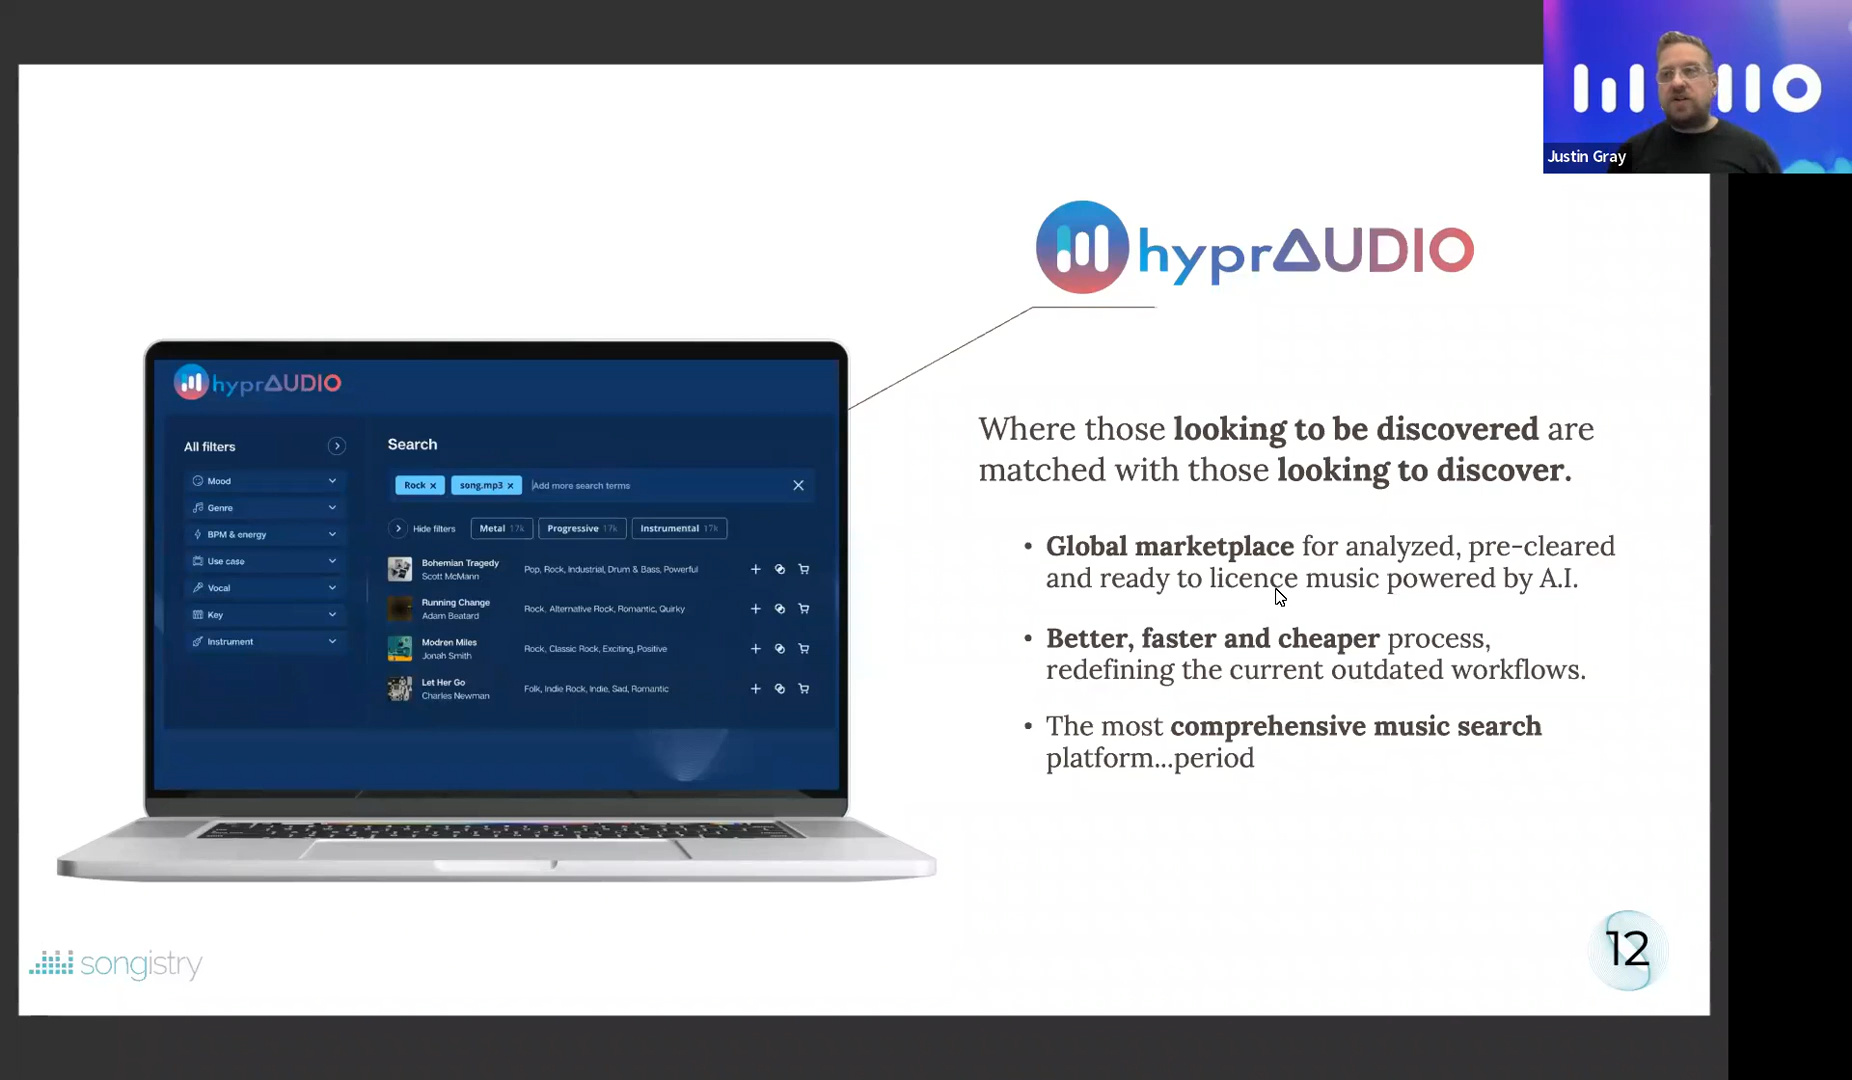 Justin Gray
hyprAUDIO
Where those looking to be discovered are
matched with those looking to discover.
• Global marketplace for analyzed, pre-cleared
and ready to licence music powered by A.I.
• Better, faster and cheaper process,
redefining the current outdated workflows.
• The most comprehensive music search
platform...period
hyprAUDIO
All filters
Mood
Genre
BPM & energy
Use case
Vocal
Key
Instrument
Search
Rock × song.mp3 × Add more search terms
Hide filters Metal 17k Progressive 17k Instrumental 17k
Bohemian Tragedy
Scott McMann
Pop, Rock, Industrial, Drum & Bass, Powerful
Running Change
Adam Beatard
Rock, Alternative Rock, Romantic, Quirky
Modren Miles
Jonah Smith
Rock, Classic Rock, Exciting, Positive
Let Her Go
Charles Newman
Folk, Indie Rock, Indie, Sad, Romantic
songistry
12